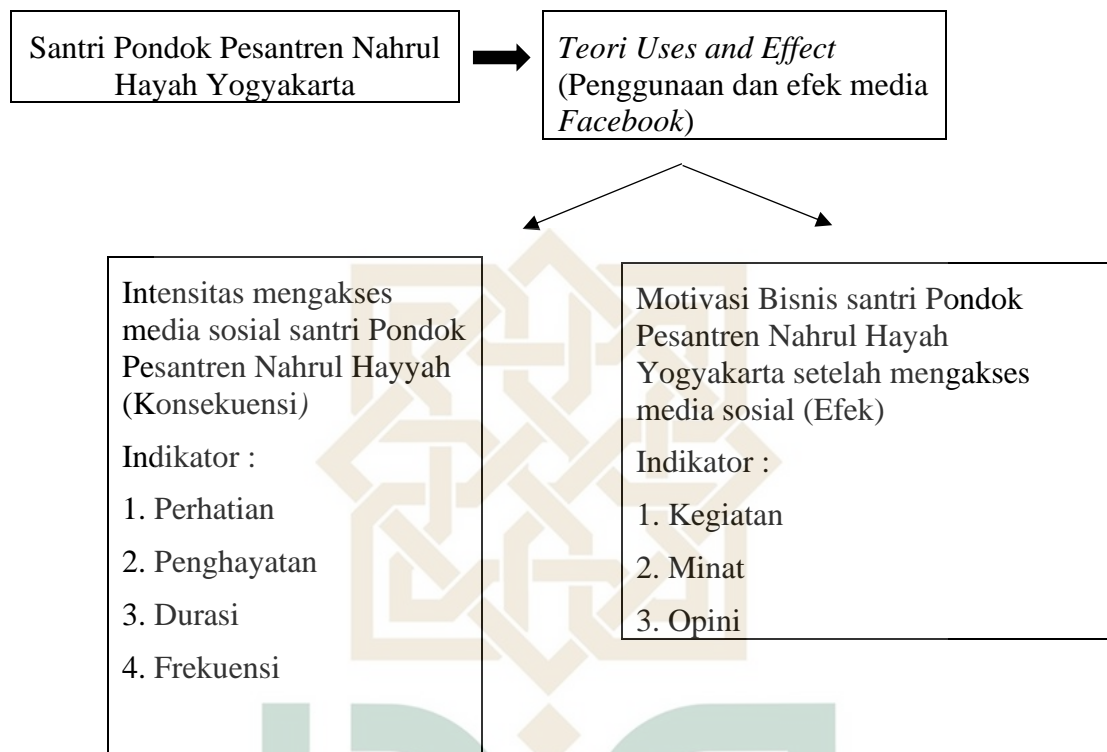 Santri Pondok Pesantren Nahrul
Hayah Yogyakarta
Teori Uses and Effect
(Penggunaan dan efek media
Facebook)
Intensitas mengakses
media sosial santri Pondok
Pesantren Nahrul Hayyah
(Konsekuensi)
Indikator :
1. Perhatian
2. Penghayatan
3. Durasi
4. Frekuensi
Motivasi Bisnis santri Pondok
Pesantren Nahrul Hayah
Yogyakarta setelah mengakses
media sosial (Efek)
Indikator :
1. Kegiatan
2. Minat
3. Opini